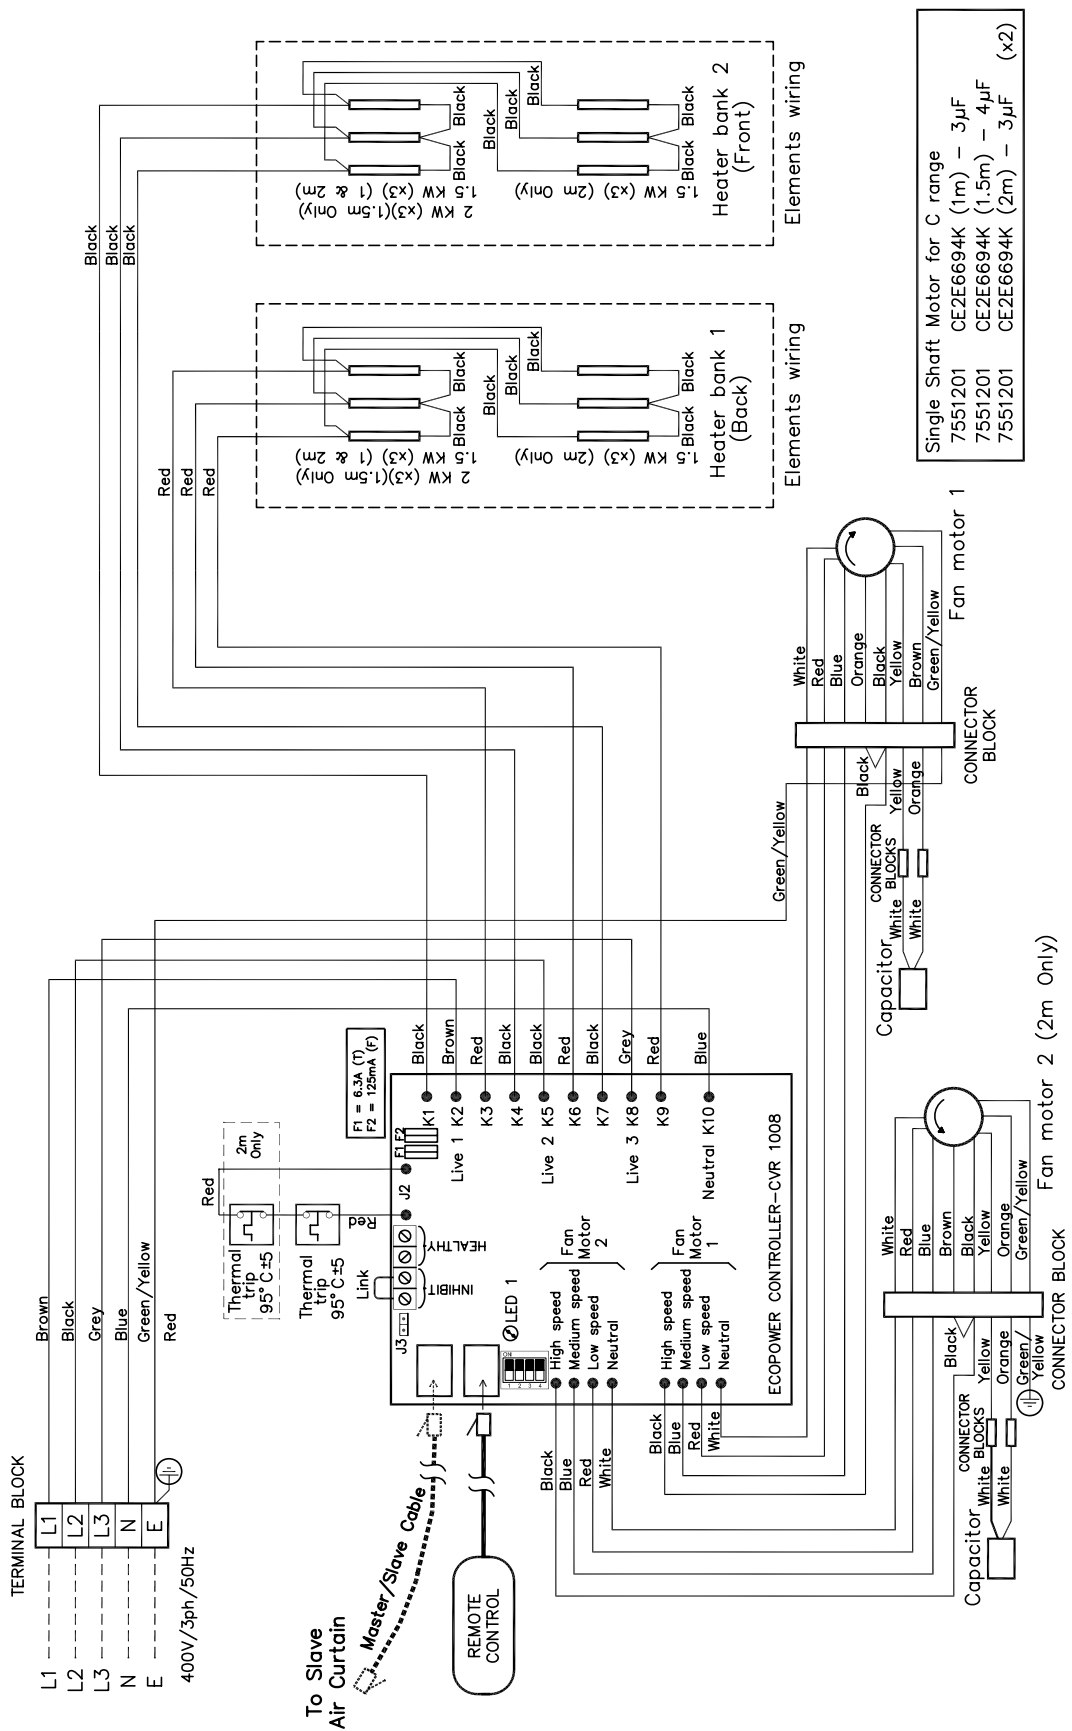 TERMINAL BLOCK
L1
L2
L3
N
E
L1
L2
L3
N
E
400V/3ph/50Hz
Brown
Black
Grey
Blue
Green/Yellow
Red
Black
Black
Black
Red
Red
Red
2 KW (x3)(1.5m Only)
1.5 KW (x3) (1 & 2m)
1.5 KW (x3) (2m Only)
Black
Black
Black
Black
Black
Black
Black
Heater bank 2
(Front)
Elements wiring
2 KW (x3)(1.5m Only)
1.5 KW (x3) (1 & 2m)
1.5 KW (x3) (2m Only)
Black
Black
Black
Black
Black
Black
Black
Heater bank 1
(Back)
Elements wiring
Single Shaft Motor for C range
7551201 CE2E6694K (1m) – 3µF
7551201 CE2E6694K (1.5m) – 4µF
7551201 CE2E6694K (2m) – 3µF (x2)
Thermal
trip
95°C±5
2m
Only
Thermal
trip
95°C±5
Red
Red
F1 = 6.3A (T)
F2 = 125mA (F)
Black
Brown
Red
Black
Black
Red
Black
Grey
Red
Blue
F1
F2
J2
J3
Link
HEALTHY
INHIBIT
LED 1
ON
1 2 3 4
K1
Live 1 K2
K3
K4
Live 2 K5
K6
K7
Live 3 K8
K9
Neutral K10
High speed
Medium speed
Low speed
Neutral
Fan
Motor
2
High speed
Medium speed
Low speed
Neutral
Fan
Motor
1
ECOPOWER CONTROLLER–CVR 1008
Black
Blue
Red
White
Black
Blue
Red
White
To Slave
Air Curtain
Master/Slave Cable
REMOTE
CONTROL
White
Red
Blue
Orange
Black
Yellow
Brown
Green/Yellow
Fan motor 1
CONNECTOR
BLOCK
Black
Yellow
Orange
Green/Yellow
CONNECTOR
BLOCKS
White
White
Capacitor
White
Red
Blue
Brown
Black
Yellow
Orange
Green/Yellow
Fan motor 2 (2m Only)
CONNECTOR BLOCK
Black
Yellow
Orange
Green/
Yellow
CONNECTOR
BLOCKS
White
White
Capacitor